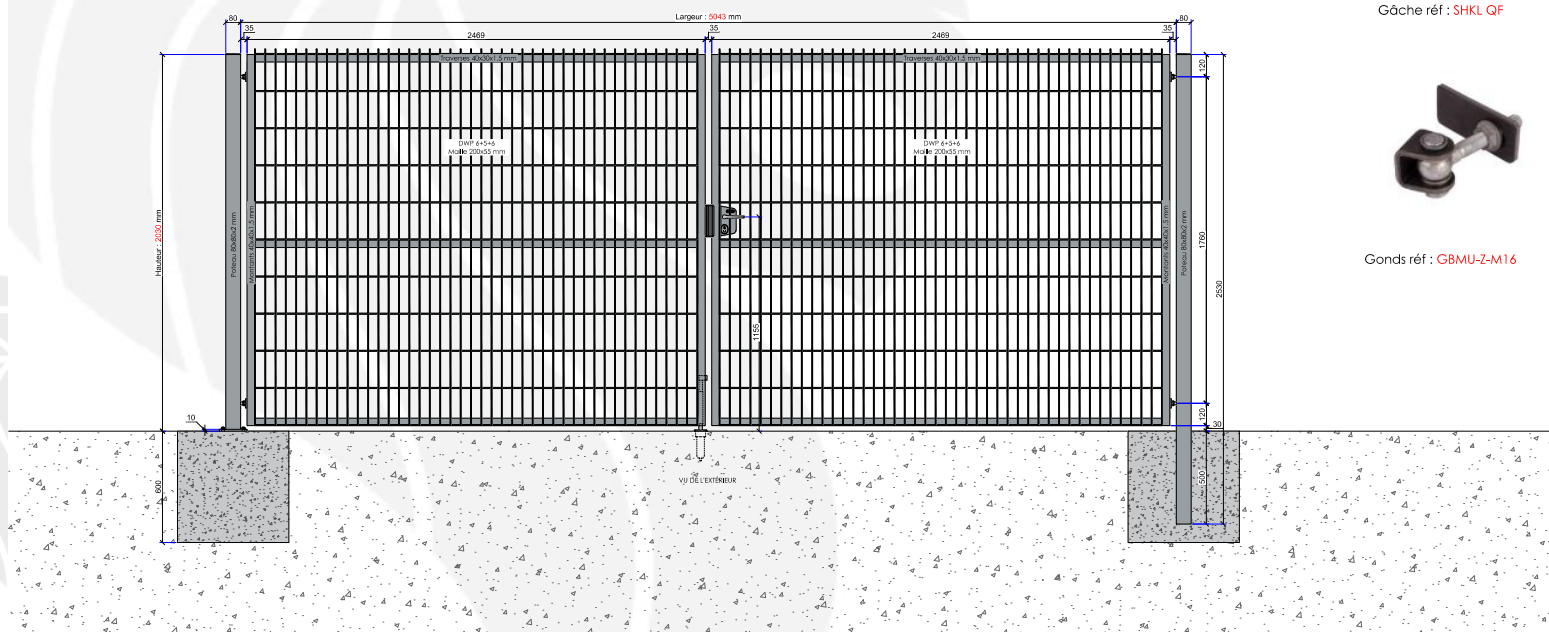 Gâche réf : SHKL QF
Largeur : 5043 mm
80
80
35
35
35
2469
2469
Traverses 40x30x1.5 mm
Traverses 40x30x1.5 mm
120
DWP 6+5+6
Maille 200x55 mm
DWP 6+5+6
Maille 200x55 mm
Hauteur : 2030 mm
Poteau 80x80x2 mm
Montants 40x40x1.5 mm
Montants 40x40x1.5 mm
Poteau 80x80x2 mm
1760
2530
Gonds réf : GBMU-Z-M16
1155
10
120
30
600
500
VU DE L'EXTÉRIEUR